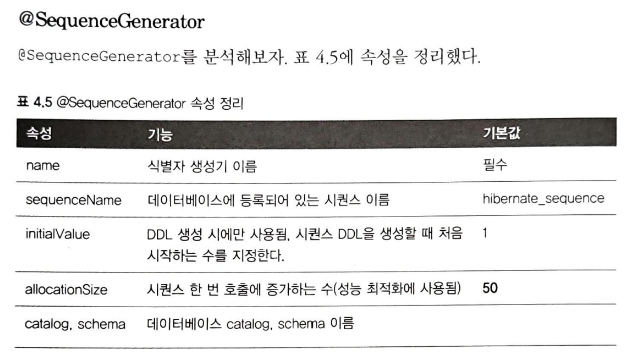 @SequenceGenerator
@SequenceGenerator를 분석해보자. 표 4.5에 속성을 정리했다.
표 4.5 @SequenceGenerator 속성 정리
속성 기능 기본값
name 식별자 생성기 이름 필수
sequenceName 데이터베이스에 등록되어 있는 시퀀스 이름 hibernate_sequence
initialValue DDL 생성 시에만 사용됨, 시퀀스 DDL을 생성할 때 처음 1
시작하는 수를 지정한다.
allocationSize 시퀀스 한 번 호출에 증가하는 수(성능 최적화에 사용됨) 50
catalog, schema 데이터베이스 catalog, schema 이름